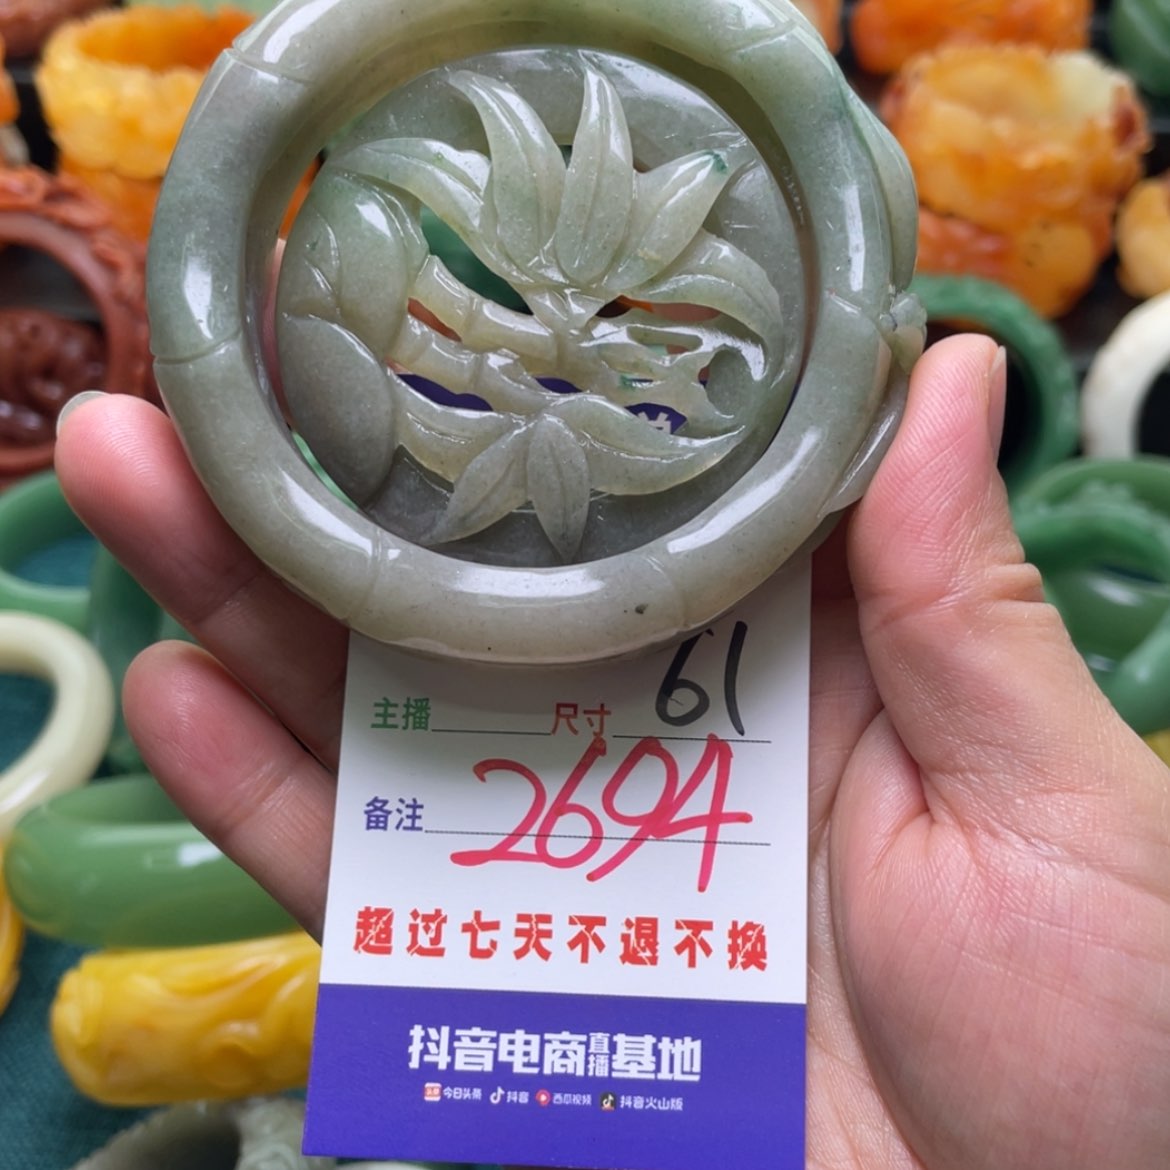 主播 尺寸 61
备注 2694
超过七天不退不换
抖音电商直播基地
头条 今日头条 抖音 西瓜视频 抖音火山版